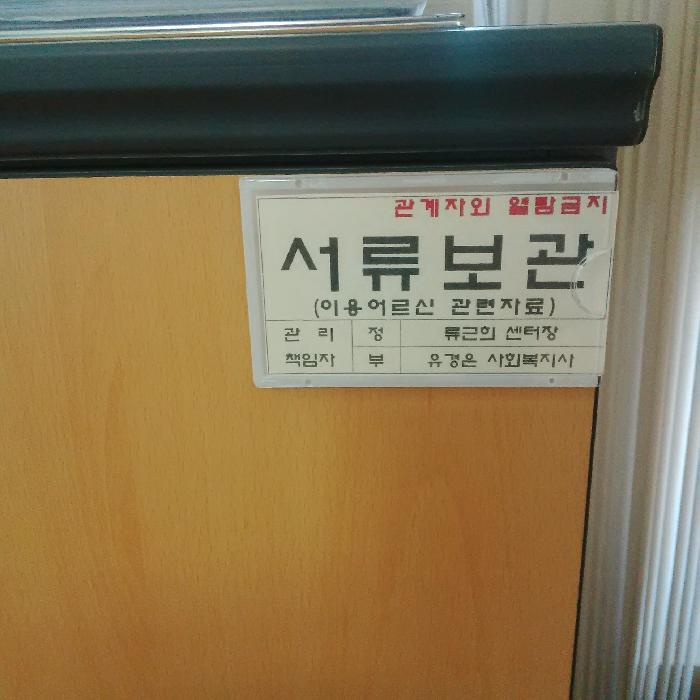 관계자외 열람금지
서류보관
(이용어르신 관련자료)
관 리 정 류근희 센터장
책임자 부 유경은 사회복지사